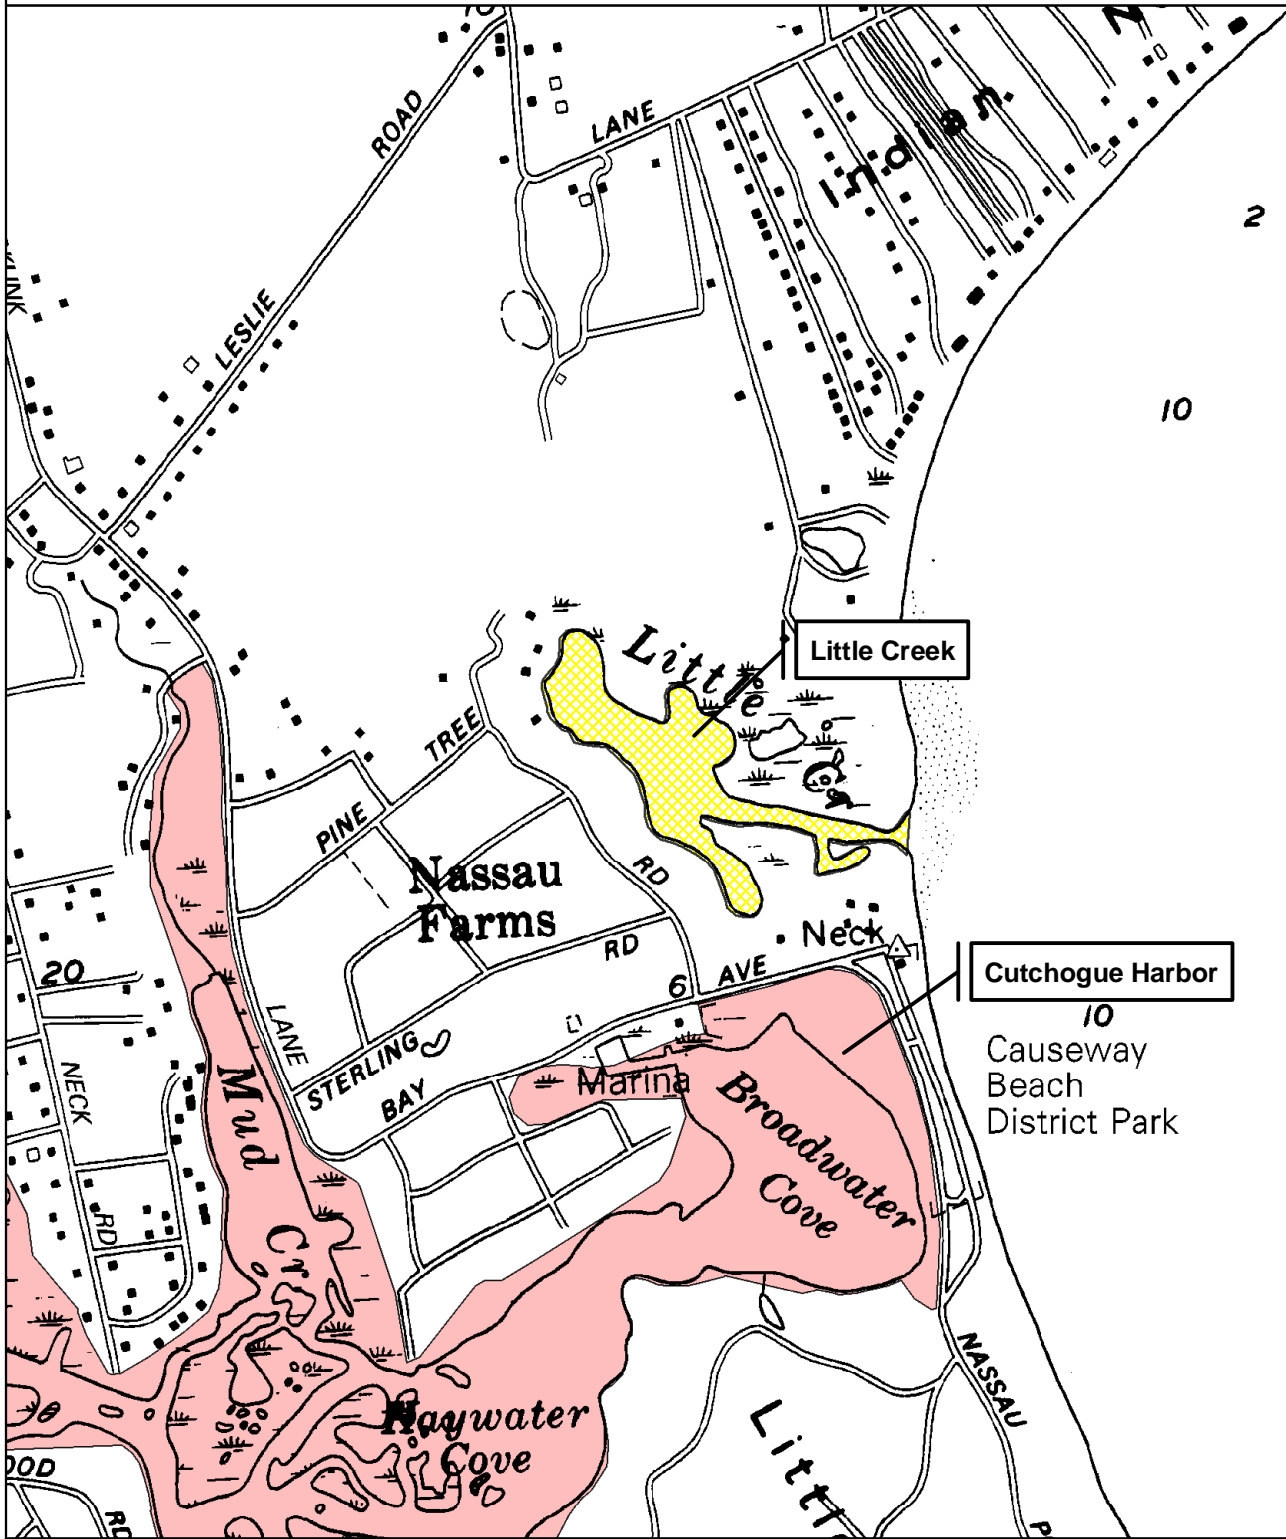 LANE
ROAD
Indian
2
LESLIE
10
Little Creek
Little
TREE
PINE
Nassau
Farms
RD
RD
Neck
AVE
6
Cutchogue Harbor
10
Causeway
Beach
District Park
20
NECK
RD
LANE
STERLING
BAY
Marina
Mud
Cr
Broadwater
Cove
NASSAU
Haywater
Cove
Little
RD